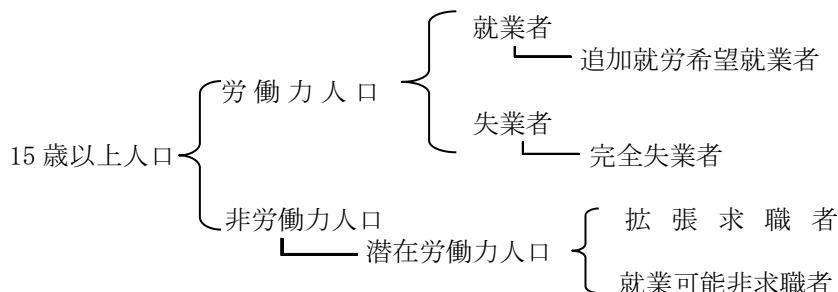 就業者
追加就労希望就業者
労働力人口
失業者
15歳以上人口
完全失業者
非労働力人口
拡張求職者
潜在労働力人口
就業可能非求職者